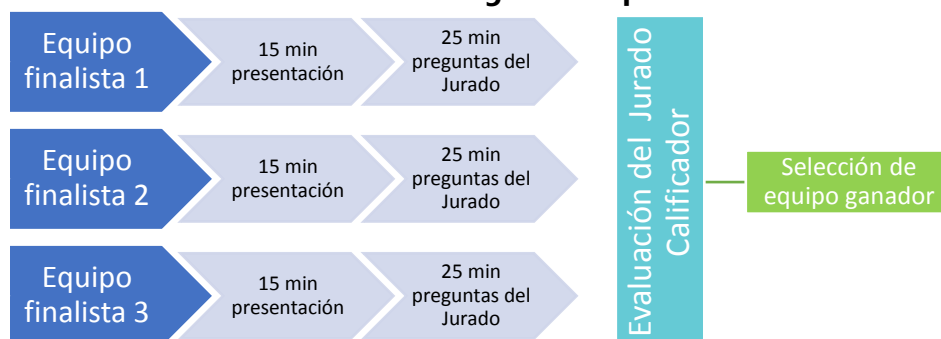 Equipo
finalista 1
15 min
presentación
25 min
preguntas del
Jurado
Equipo
finalista 2
15 min
presentación
25 min
preguntas del
Jurado
Equipo
finalista 3
15 min
presentación
25 min
preguntas del
Jurado
Evaluación del Jurado
Calificador
Selección de
equipo ganador